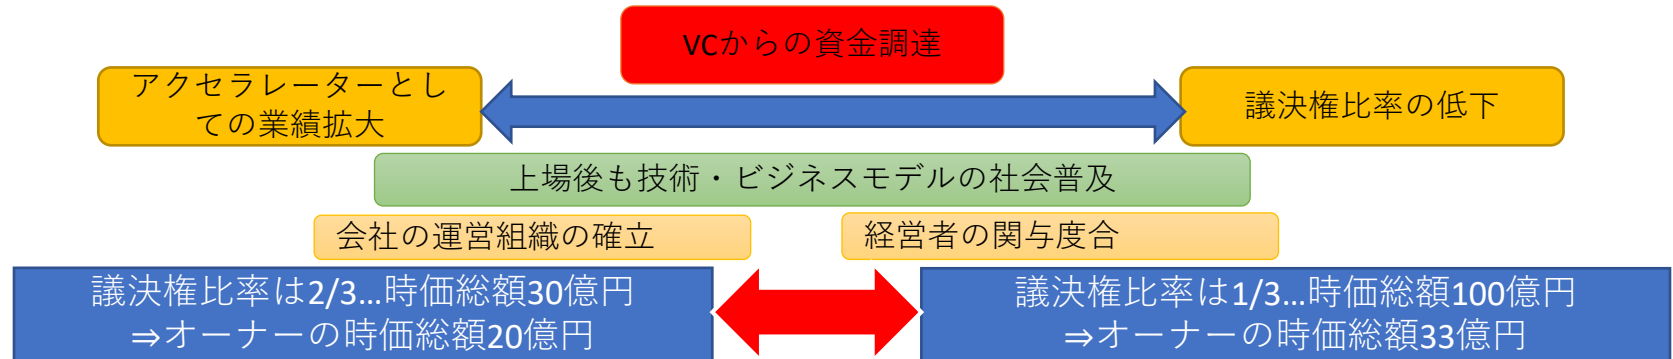 VCからの資金調達
アクセラレーターとし
ての業績拡大
議決権比率の低下
上場後も技術・ビジネスモデルの社会普及
会社の運営組織の確立
経営者の関与度合
議決権比率は2/3…時価総額30億円
⇒オーナーの時価総額20億円
議決権比率は1/3…時価総額100億円
⇒オーナーの時価総額33億円